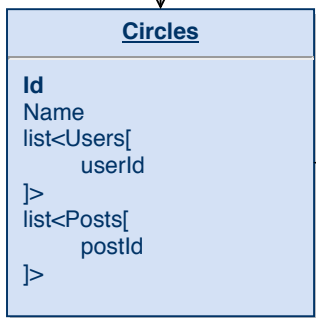 Circles
Id
Name
list<Users[
userId
]>
list<Posts[
postId
]>